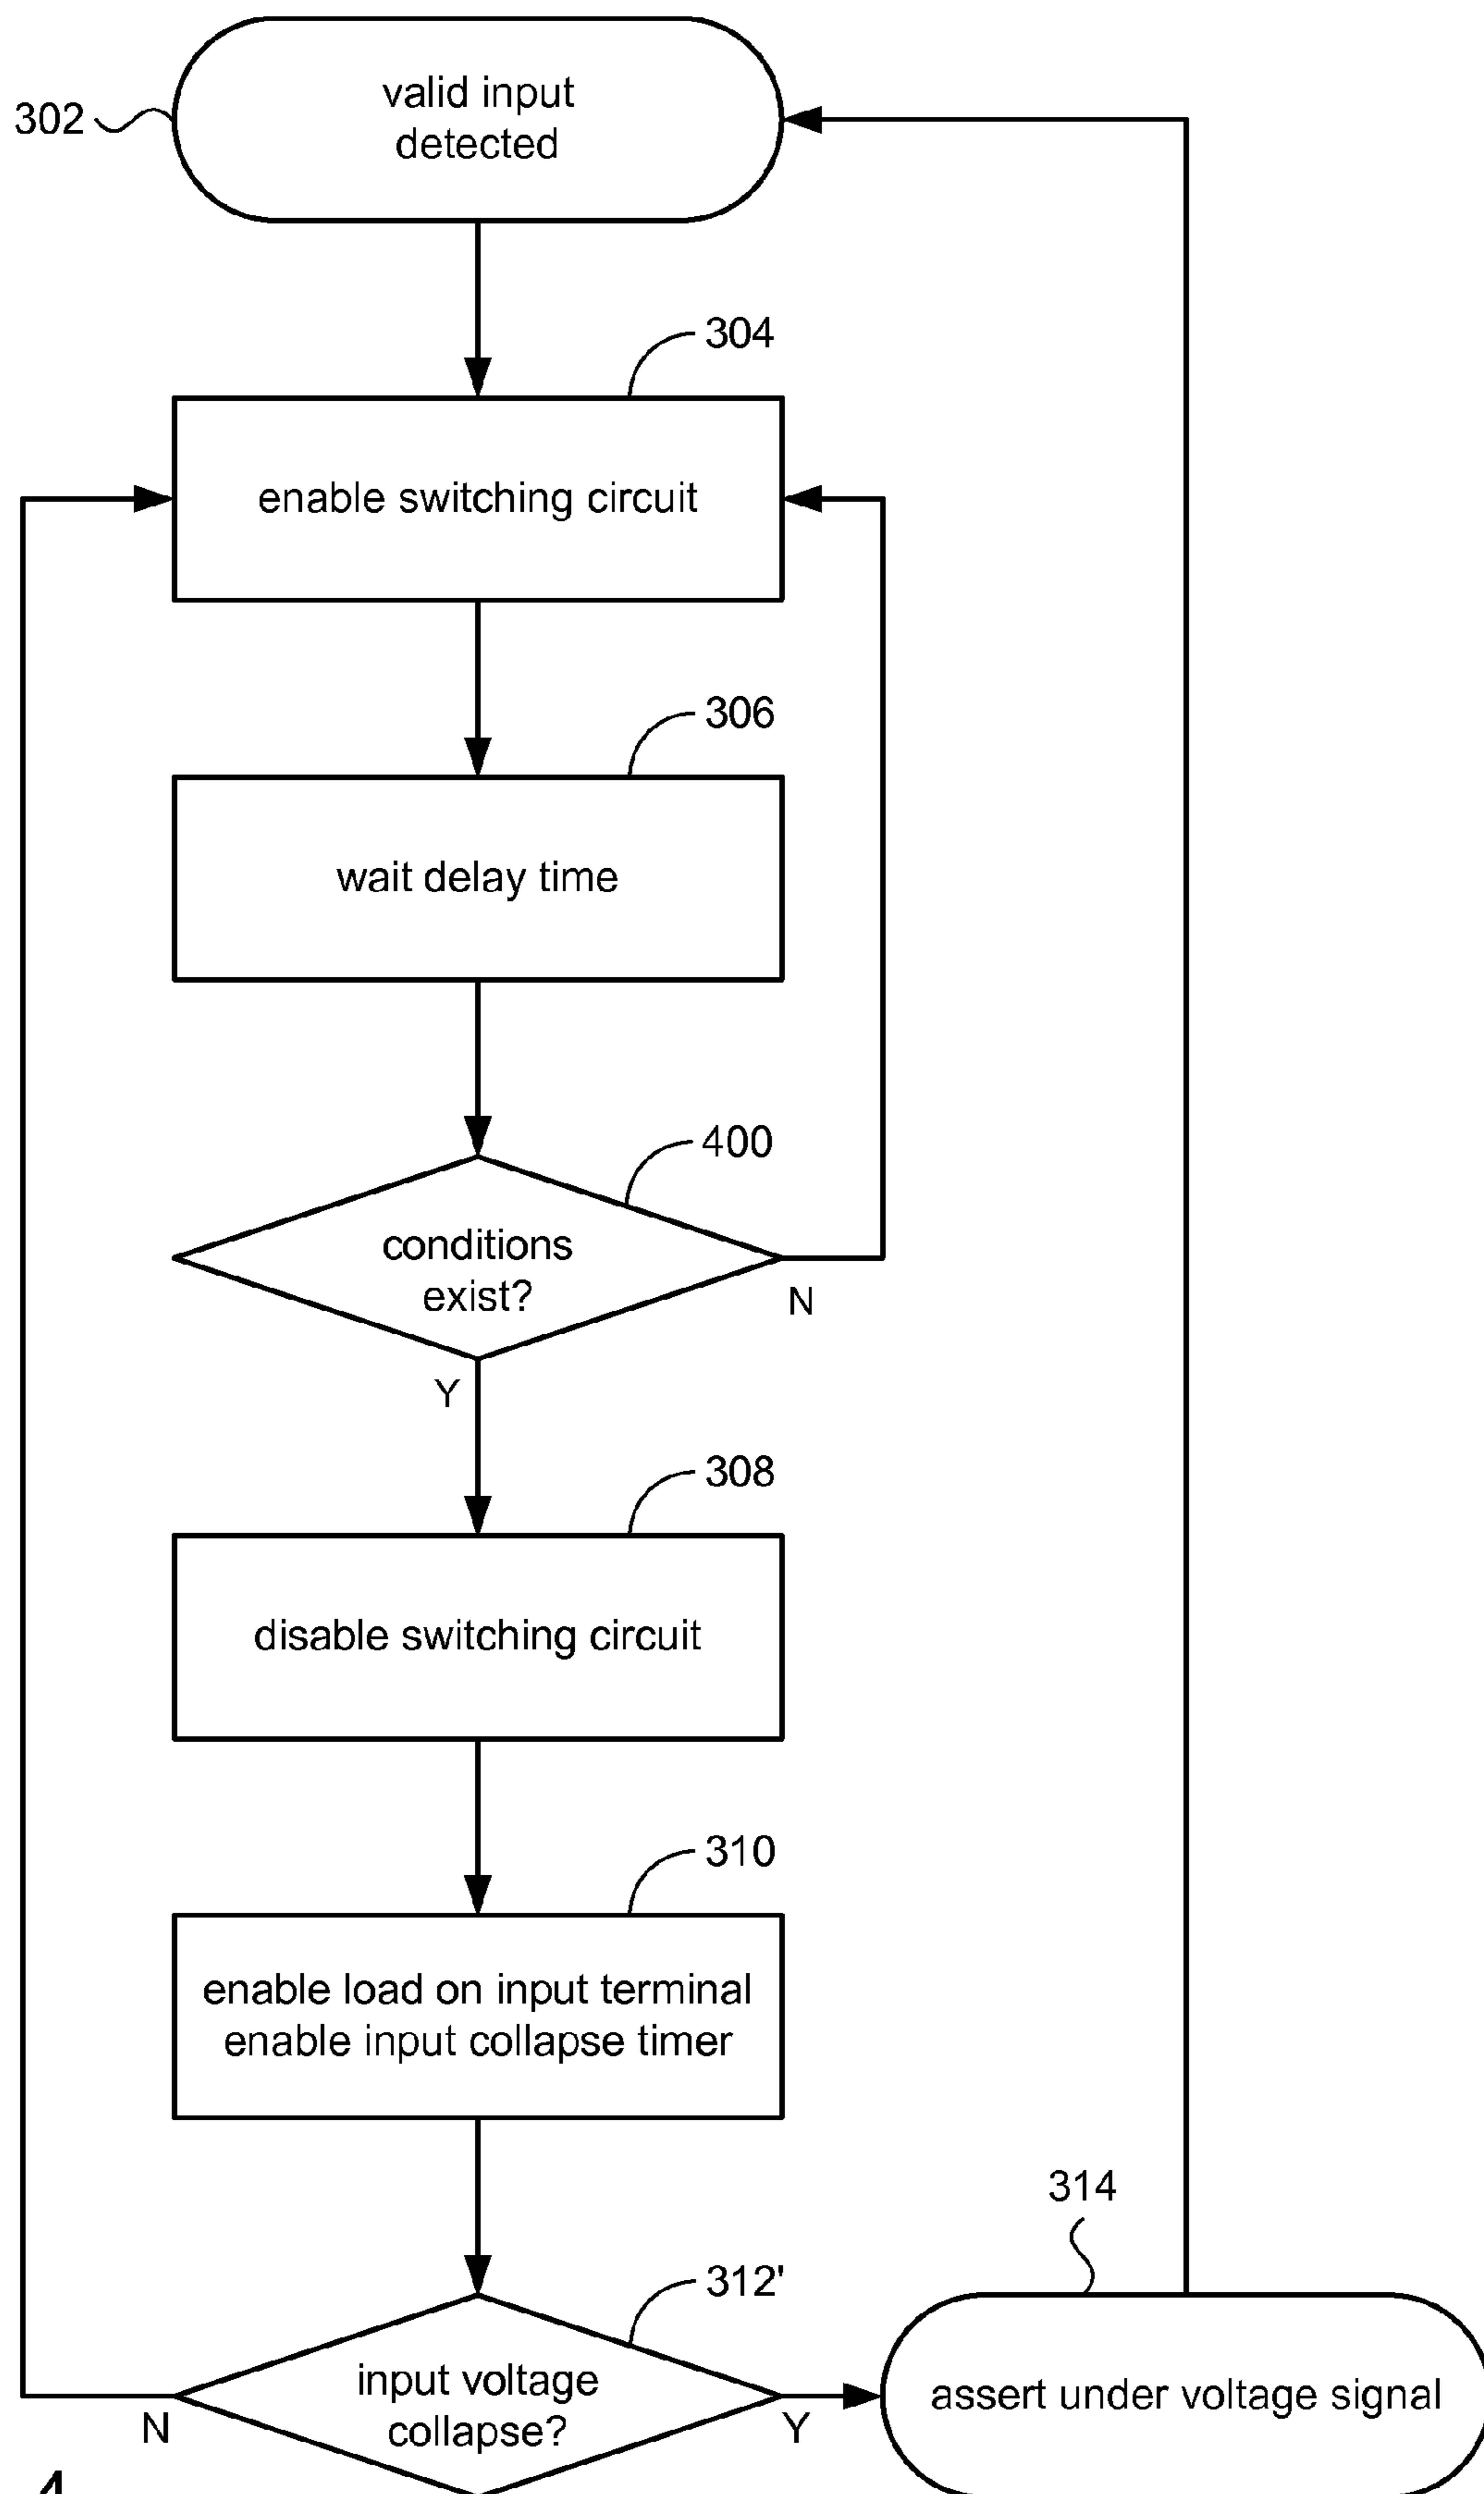 302
valid input
detected
304
enable switching circuit
306
wait delay time
400
conditions
exist?
N
Y
308
disable switching circuit
310
enable load on input terminal
enable input collapse timer
314
312'
input voltage
collapse?
assert under voltage signal
N
Y
4